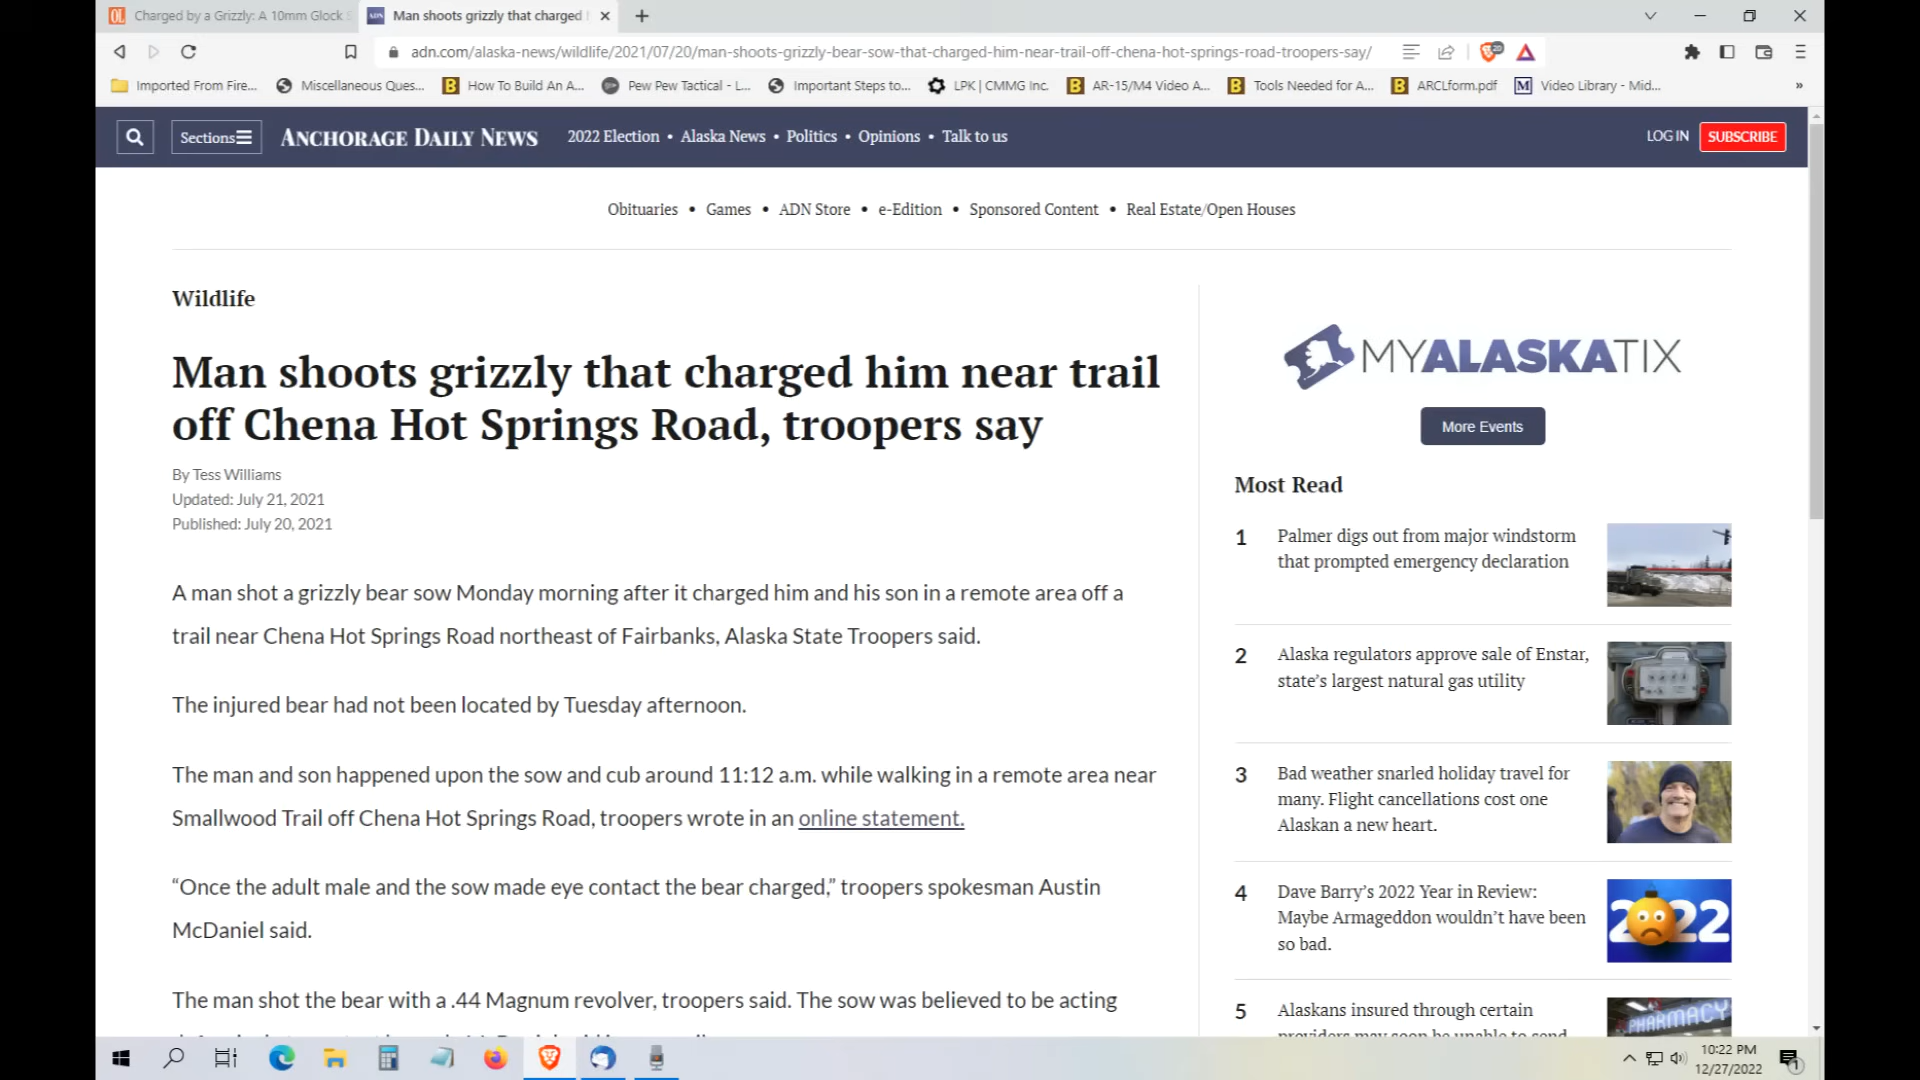 Charged by a Grizzly: A 10mm Glock
Man shoots grizzly that charged
adn.com/alaska-news/wildlife/2021/07/20/man-shoots-grizzly-bear-sow-that-charged-him-near-trail-off-chena-hot-springs-road-troopers-say/
20
Imported From Fire...
Miscellaneous Ques...
How To Build An A...
Pew Pew Tactical - L...
Important Steps to...
LPK | CMMG Inc.
AR-15/M4 Video A...
Tools Needed for A...
ARCLform.pdf
Video Library - Mid...
Sections
ANCHORAGE DAILY NEWS
2022 Election • Alaska News • Politics • Opinions • Talk to us
LOG IN
SUBSCRIBE
Obituaries • Games • ADN Store • e-Edition • Sponsored Content • Real Estate/Open Houses
Wildlife
Man shoots grizzly that charged him near trail
off Chena Hot Springs Road, troopers say
By Tess Williams
Updated: July 21, 2021
Published: July 20, 2021
A man shot a grizzly bear sow Monday morning after it charged him and his son in a remote area off a
trail near Chena Hot Springs Road northeast of Fairbanks, Alaska State Troopers said.
The injured bear had not been located by Tuesday afternoon.
The man and son happened upon the sow and cub around 11:12 a.m. while walking in a remote area near
Smallwood Trail off Chena Hot Springs Road, troopers wrote in an online statement.
“Once the adult male and the sow made eye contact the bear charged,” troopers spokesman Austin
McDaniel said.
The man shot the bear with a .44 Magnum revolver, troopers said. The sow was believed to be acting
MYALASKATIX
More Events
Most Read
1
Palmer digs out from major windstorm
that prompted emergency declaration
2
Alaska regulators approve sale of Enstar,
state’s largest natural gas utility
3
Bad weather snarled holiday travel for
many. Flight cancellations cost one
Alaskan a new heart.
4
Dave Barry’s 2022 Year in Review:
Maybe Armageddon wouldn’t have been
so bad.
2022
5
Alaskans insured through certain
providers may soon be unable to send
PHARMACY
10:22 PM
12/27/2022
1